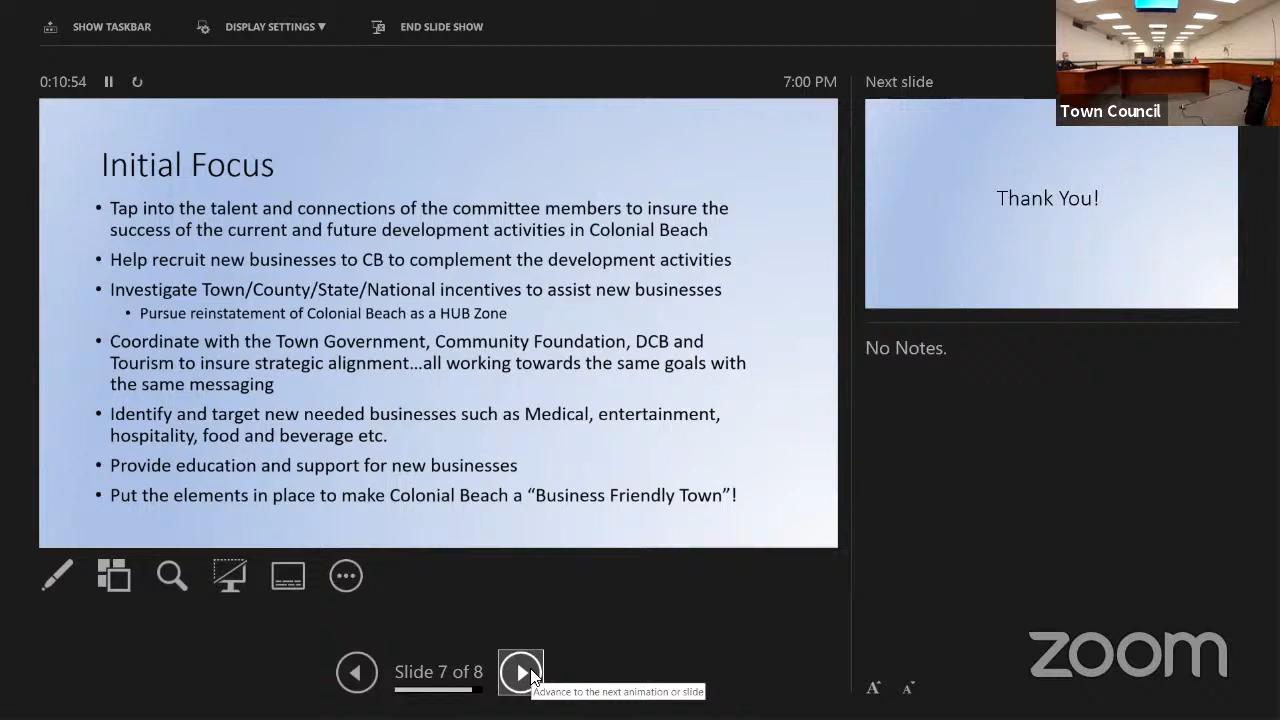 SHOW TASKBAR
DISPLAY SETTINGS ▼
END SLIDE SHOW
Town Council
0:10:54
7:00 PM
Next slide
Initial Focus
• Tap into the talent and connections of the committee members to insure the
success of the current and future development activities in Colonial Beach
• Help recruit new businesses to CB to complement the development activities
• Investigate Town/County/State/National incentives to assist new businesses
• Pursue reinstatement of Colonial Beach as a HUB Zone
• Coordinate with the Town Government, Community Foundation, DCB and
Tourism to insure strategic alignment...all working towards the same goals with
the same messaging
• Identify and target new needed businesses such as Medical, entertainment,
hospitality, food and beverage etc.
• Provide education and support for new businesses
• Put the elements in place to make Colonial Beach a “Business Friendly Town”!
Thank You!
No Notes.
Slide 7 of 8
Advance to the next animation or slide
A A
zoom